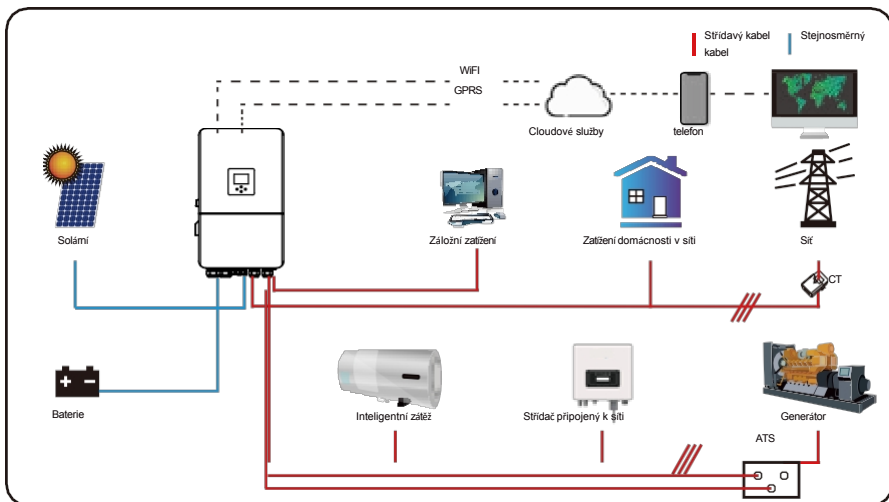 Střídavý kabel
Stejnosměrný
kabel
WiFI
GPRS
Cloudové služby
telefon
Solární
Záložní zatížení
Zatížení domácnosti v síti
Síť
CT
Baterie
Inteligentní zátěž
Střídač připojený k síti
Generátor
ATS